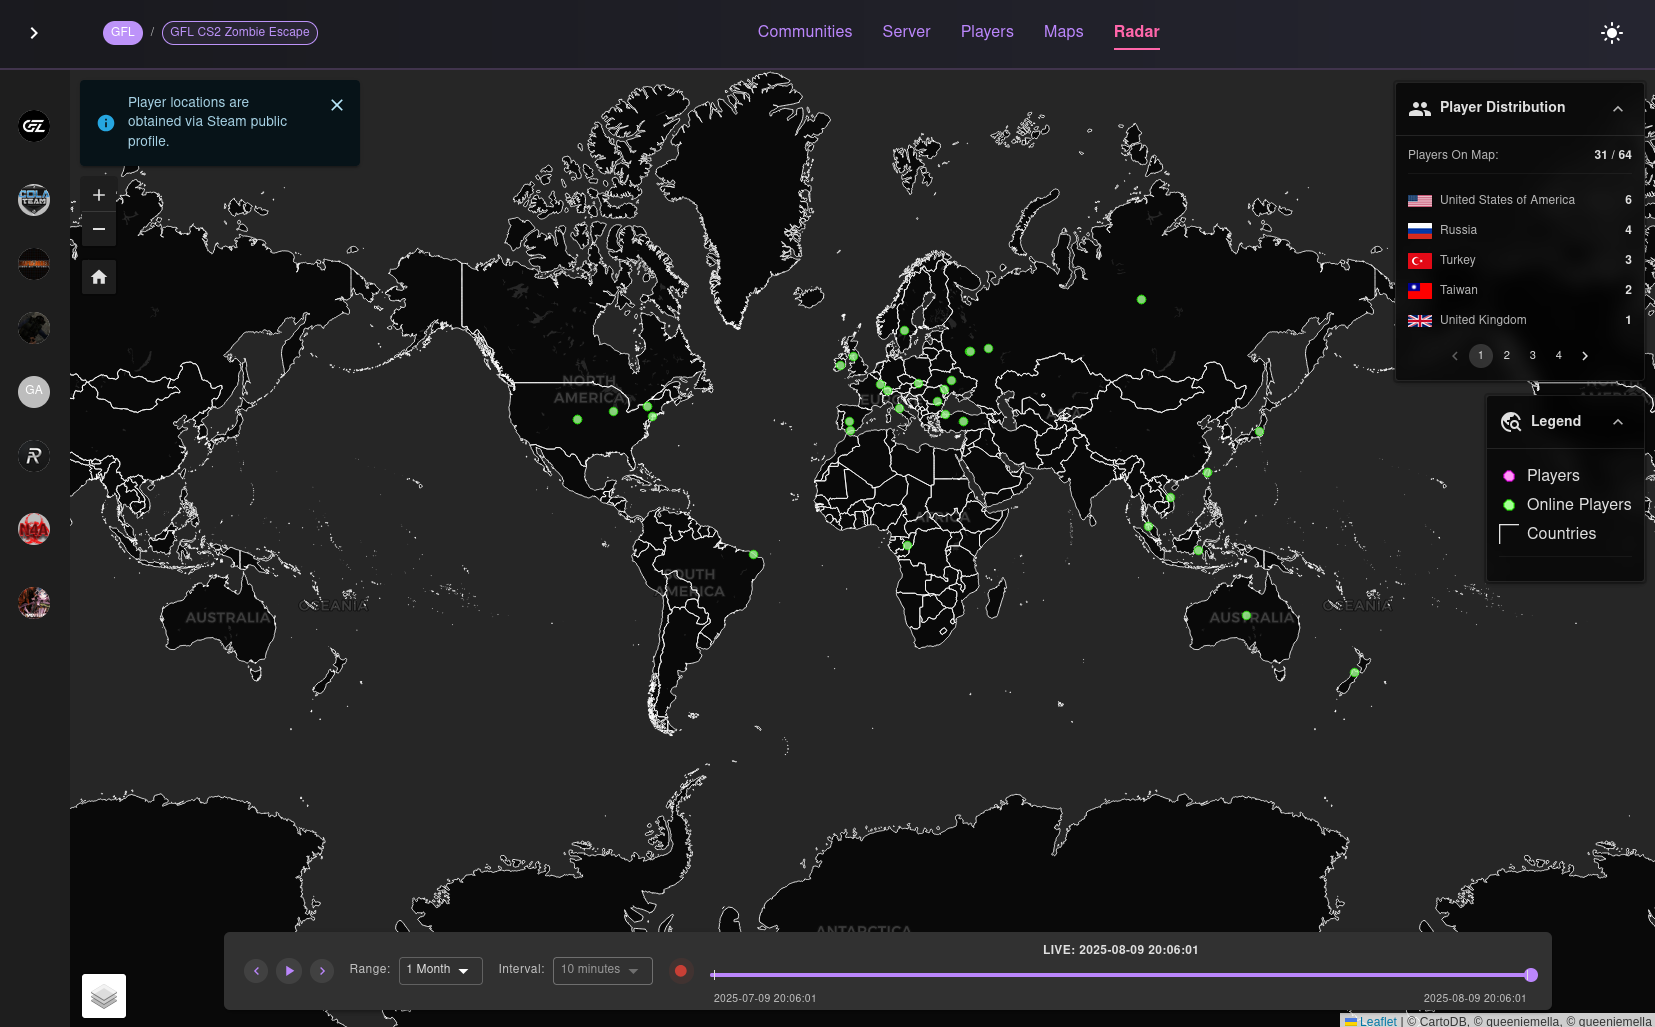 GFL / GFL CS2 Zombie Escape
Communities
Server
Players
Maps
Radar
Player locations are
obtained via Steam public
profile.
+
−
GA
NORTH
AMERICA
SOUTH
AMERICA
AFRICA
AUSTRALIA
OCEANIA
AUSTRALIA
OCEANIA
ANTARCTICA
Player Distribution
Players On Map: 31 / 64
United States of America 6
Russia 4
Turkey 3
Taiwan 2
United Kingdom 1
1 2 3 4
Legend
Players
Online Players
Countries
LIVE: 2025-08-09 20:06:01
Range: 1 Month
Interval: 10 minutes
2025-07-09 20:06:01
2025-08-09 20:06:01
Leaflet | © CartoDB, © queeniemella, © queeniemella